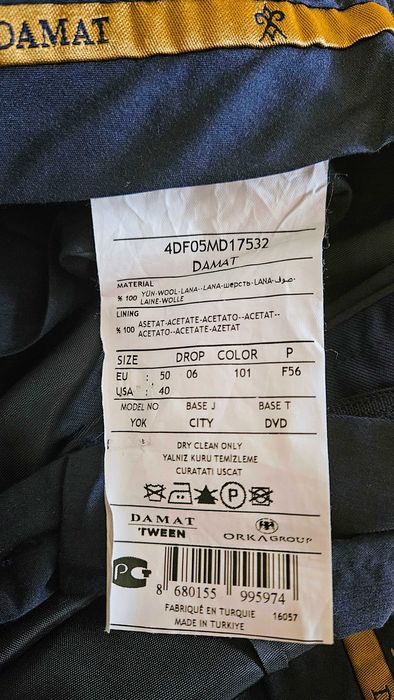 DAMAT
4DF05MD17532
DAMAT
MATERIAL
% 100 YÜN-WOOL-LANA--LANA-шерсть-LANA-صوف-
LAINE-WOLLE
LINING
% 100 ASETAT-ACETATE-ACETATO--ACETAT--
ACETATO--ACETATE-AZETAT
SIZE DROP COLOR P
EU : 50 06 101 F56
USA : 40
MODEL NO BASE J BASE T
YOK CITY DVD
DRY CLEAN ONLY
YALNIZ KURU TEMİZLEME
CURATATI USCAT
P
DAMAT
'TWEEN
ORKAGROUP
PG
8 680155 995974
FABRIQUÉ EN TURQUIE 16057
MADE IN TURKIYE